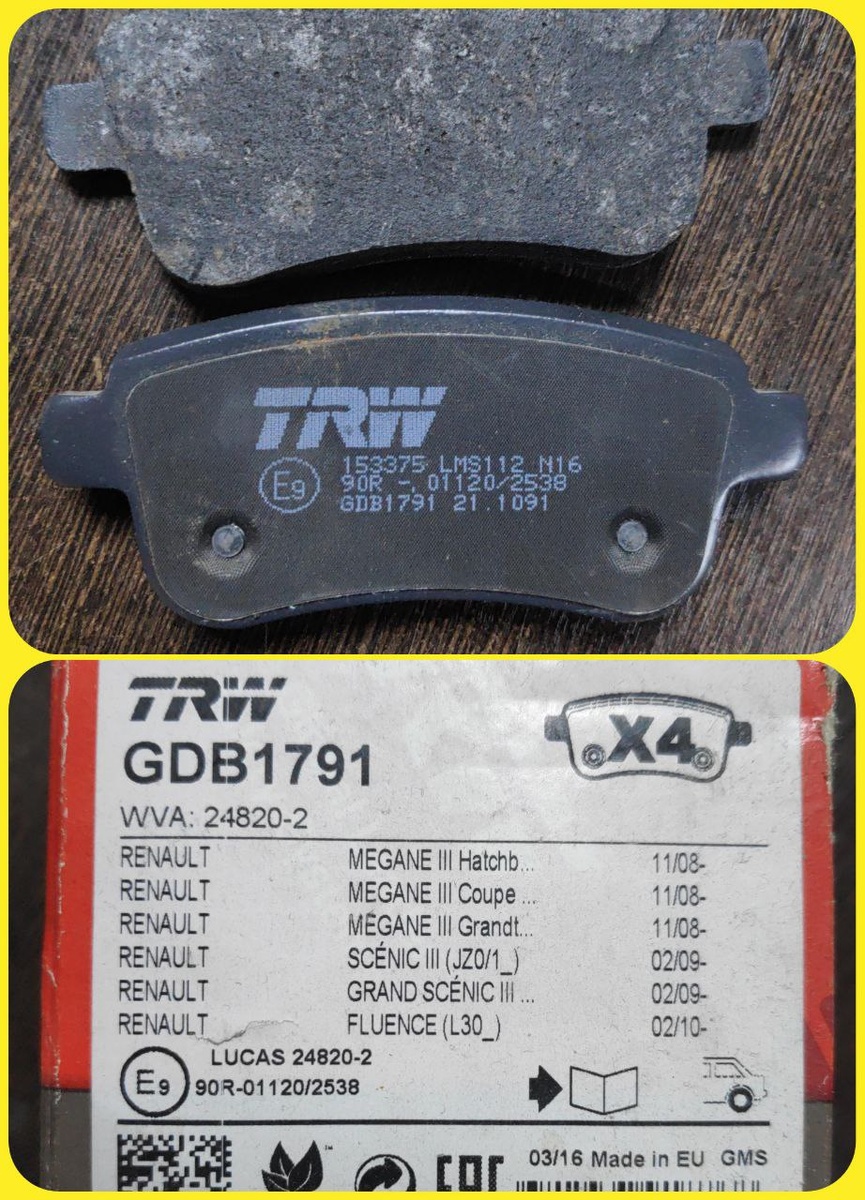 TRW
153375 LMS112 N16
E9
90R -, 01120/2538
GDB1791 21.1091
TRW
GDB1791
X4
WVA: 24820-2
RENAULT MEGANE III Hatchb... 11/08-
RENAULT MEGANE III Coupe ... 11/08-
RENAULT MEGANE III Grandt... 11/08-
RENAULT SCÉNIC III (JZ0/1_) 02/09-
RENAULT GRAND SCÉNIC III ... 02/09-
RENAULT FLUENCE (L30_) 02/10-
LUCAS 24820-2
E9 90R-01120/2538
03/16 Made in EU GMS
EAC